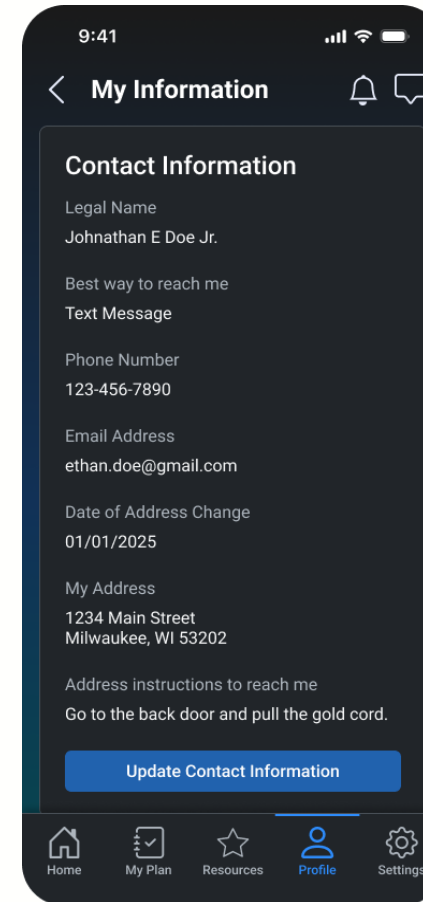 9:41
My Information
Contact Information
Legal Name
Johnathan E Doe Jr.
Best way to reach me
Text Message
Phone Number
123-456-7890
Email Address
ethan.doe@gmail.com
Date of Address Change
01/01/2025
My Address
1234 Main Street
Milwaukee, WI 53202
Address instructions to reach me
Go to the back door and pull the gold cord.
Update Contact Information
Home My Plan Resources Profile Settings